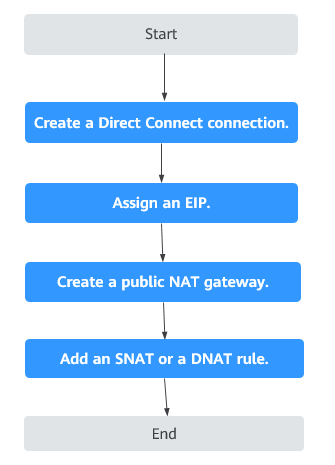 Start
Create a Direct Connect connection.
Assign an EIP.
Create a public NAT gateway.
Add an SNAT or a DNAT rule.
End